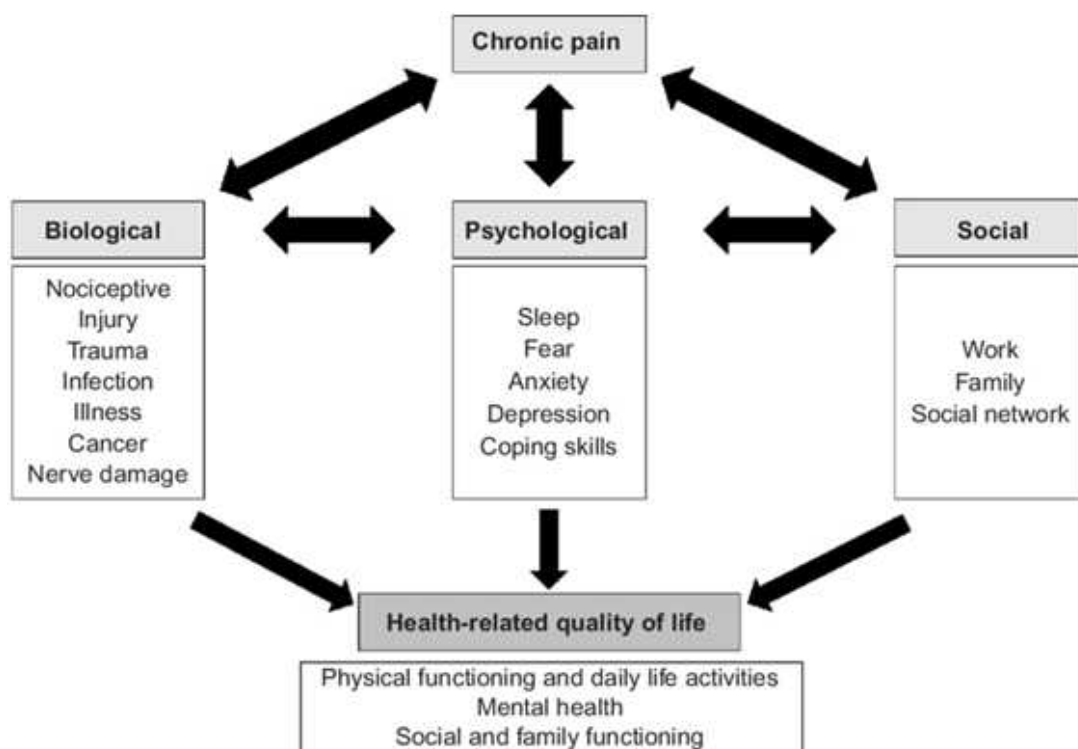 Chronic pain
Biological
Nociceptive
Injury
Trauma
Infection
Illness
Cancer
Nerve damage
Psychological
Sleep
Fear
Anxiety
Depression
Coping skills
Social
Work
Family
Social network
Health-related quality of life
Physical functioning and daily life activities
Mental health
Social and family functioning